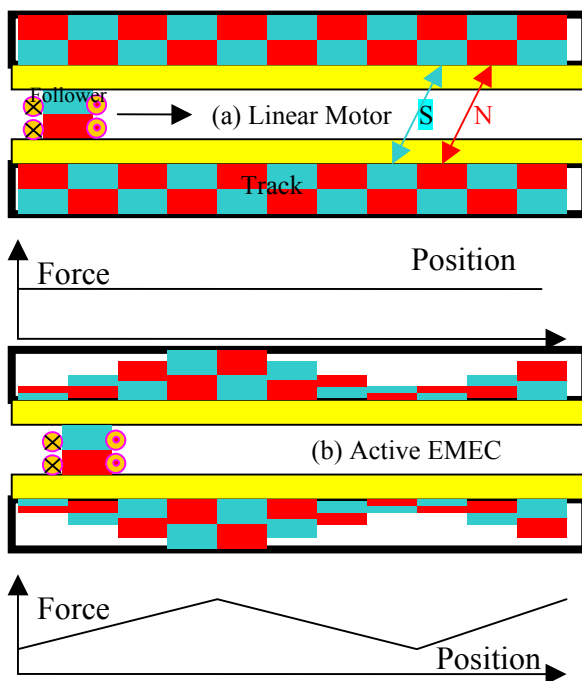 Follower
(a) Linear Motor S N
Track
Force Position
(b) Active EMEC
Force
Position